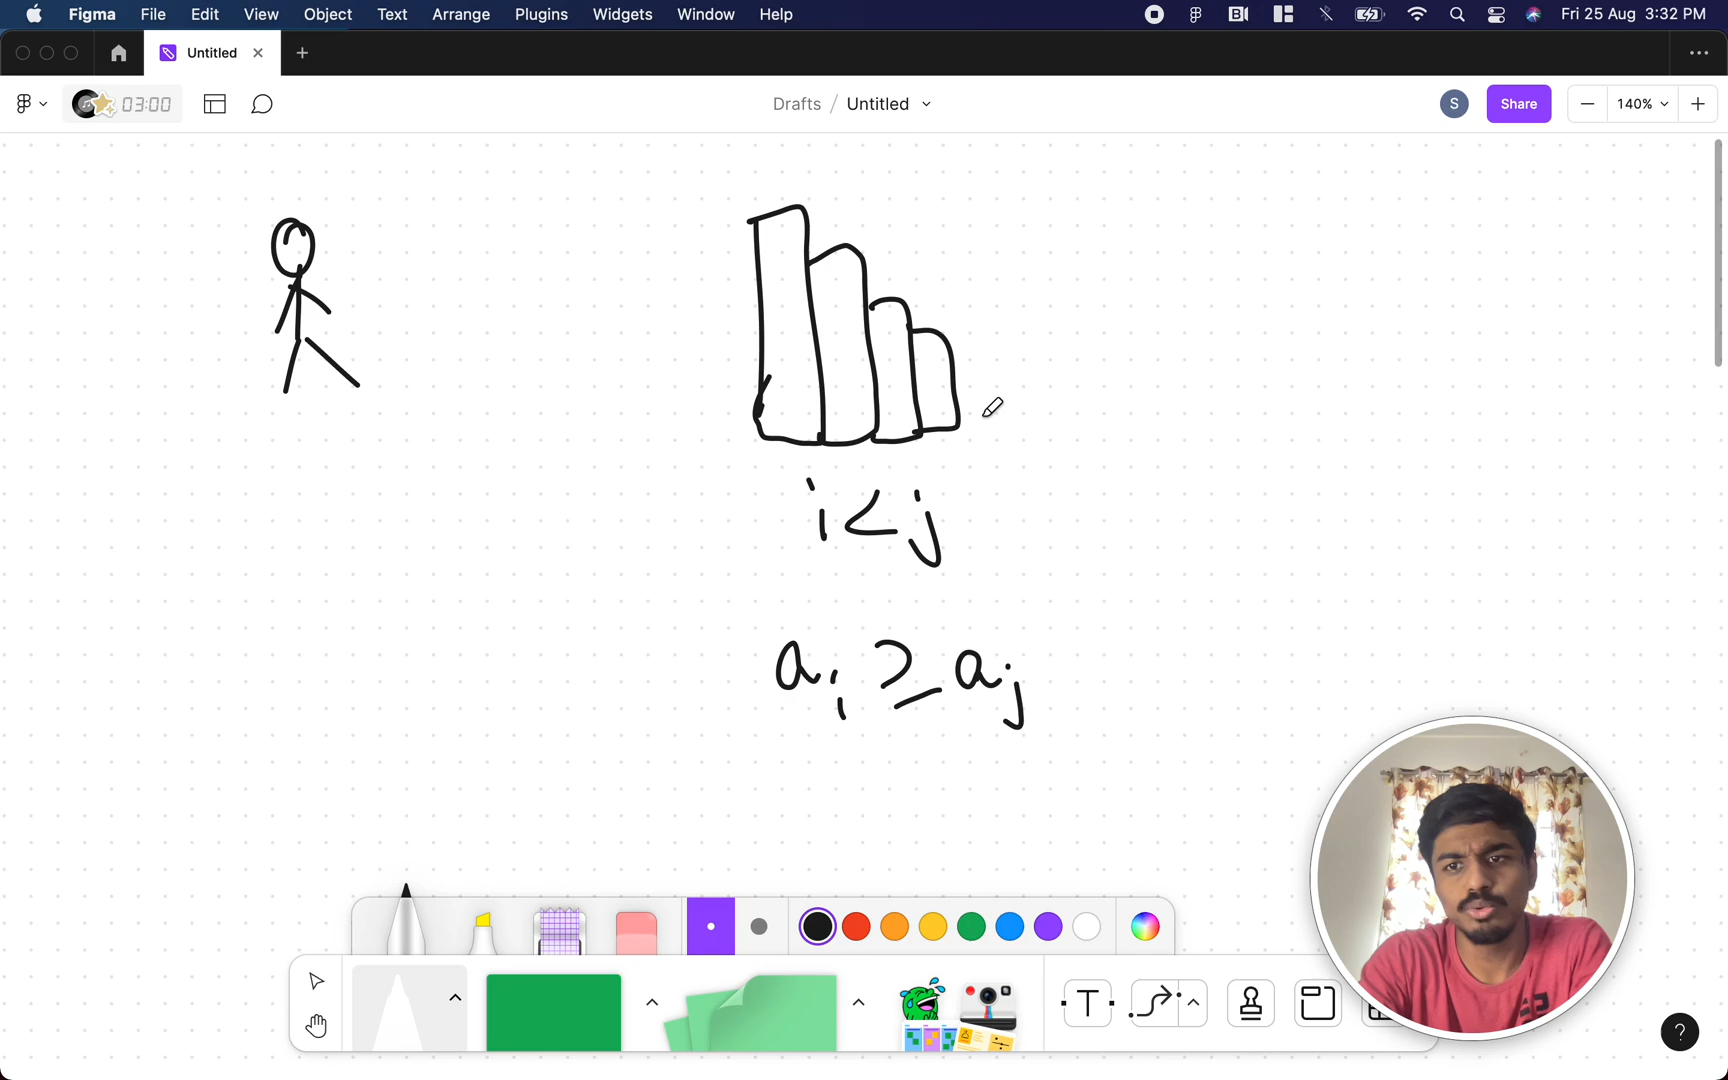 Figma File Edit View Object Text Arrange Plugins Widgets Window Help Fri 25 Aug 3:32 PM
Untitled
03:00 Drafts / Untitled S Share 140%
i < j
aᵢ ≥ aⱼ
T
?